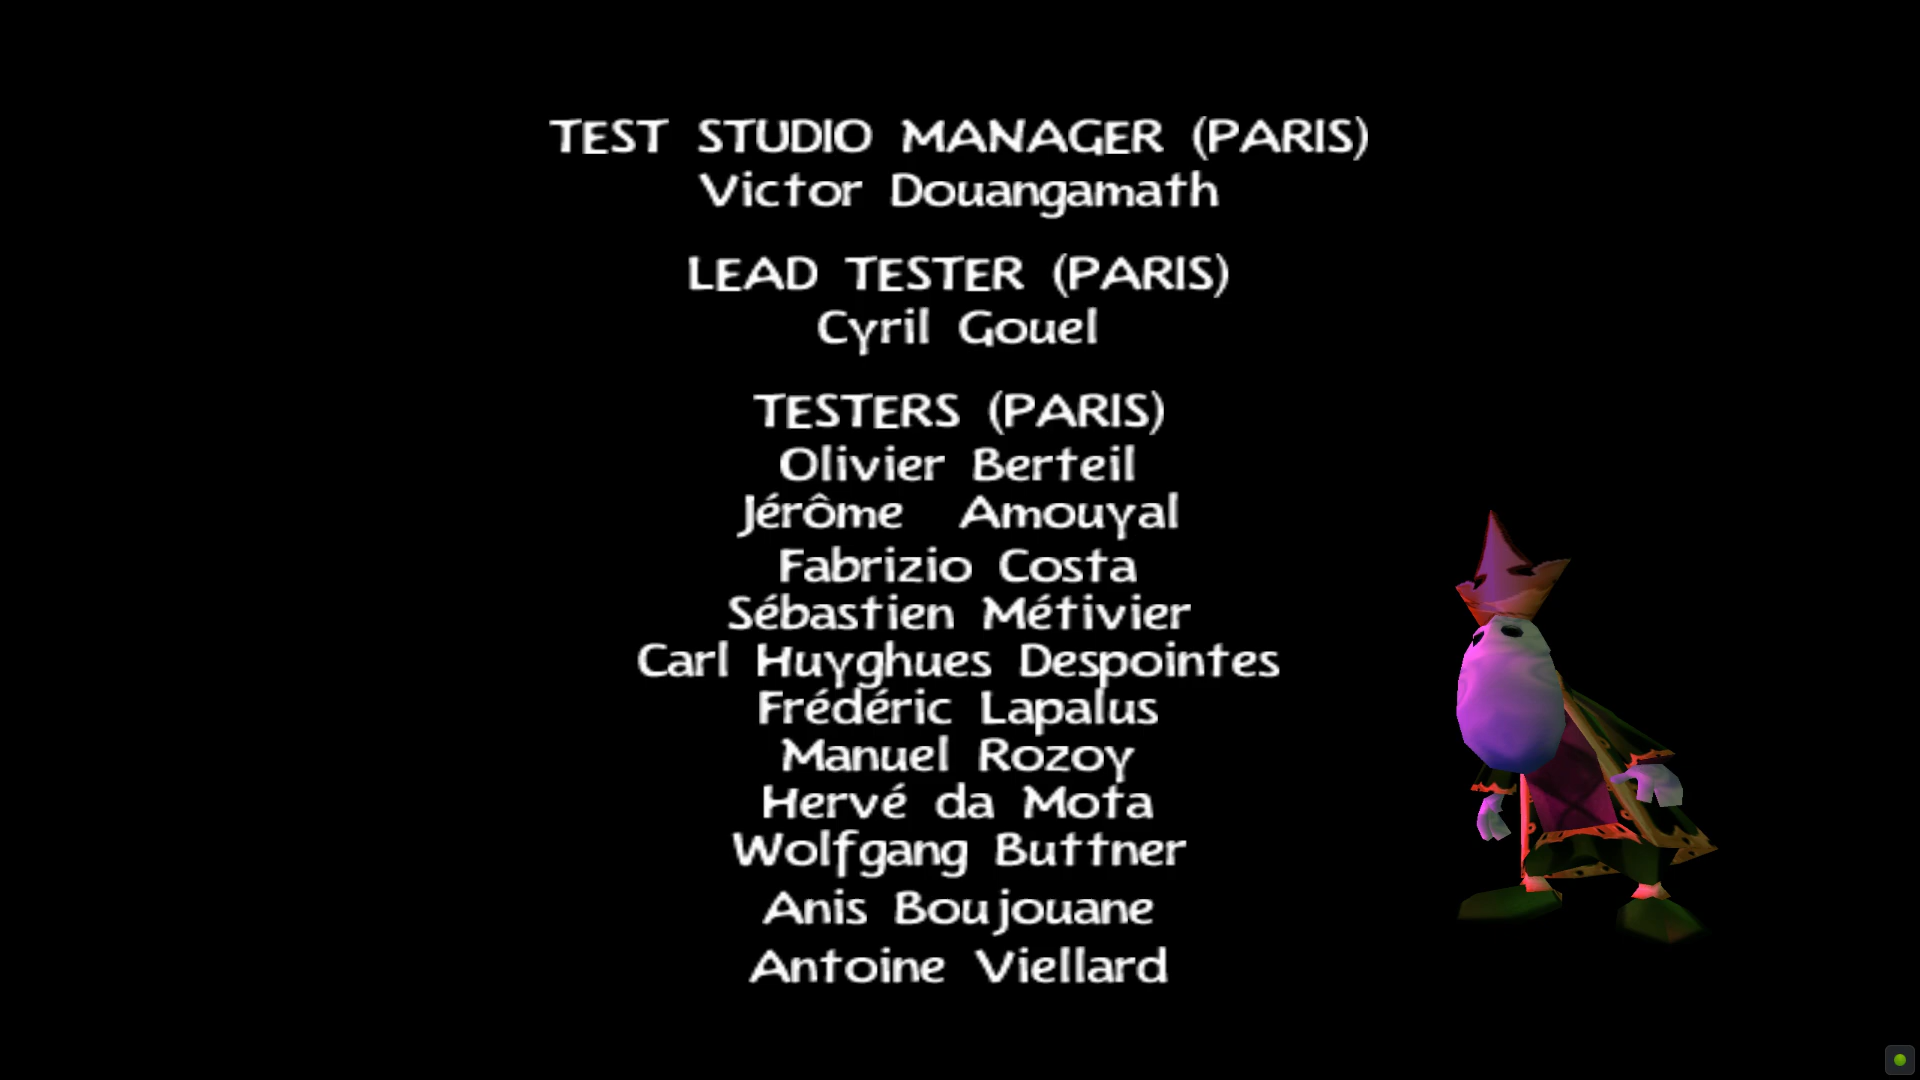 TEST STUDIO MANAGER (PARIS)
Victor Douangamath
LEAD TESTER (PARIS)
Cyril Gouel
TESTERS (PARIS)
Olivier Berteil
Jérôme Amouyal
Fabrizio Costa
Sébastien Métivier
Carl Huyghues Despointes
Frédéric Lapalus
Manuel Rozoy
Hervé da Mota
Wolfgang Buttner
Anis Boujouane
Antoine Viellard